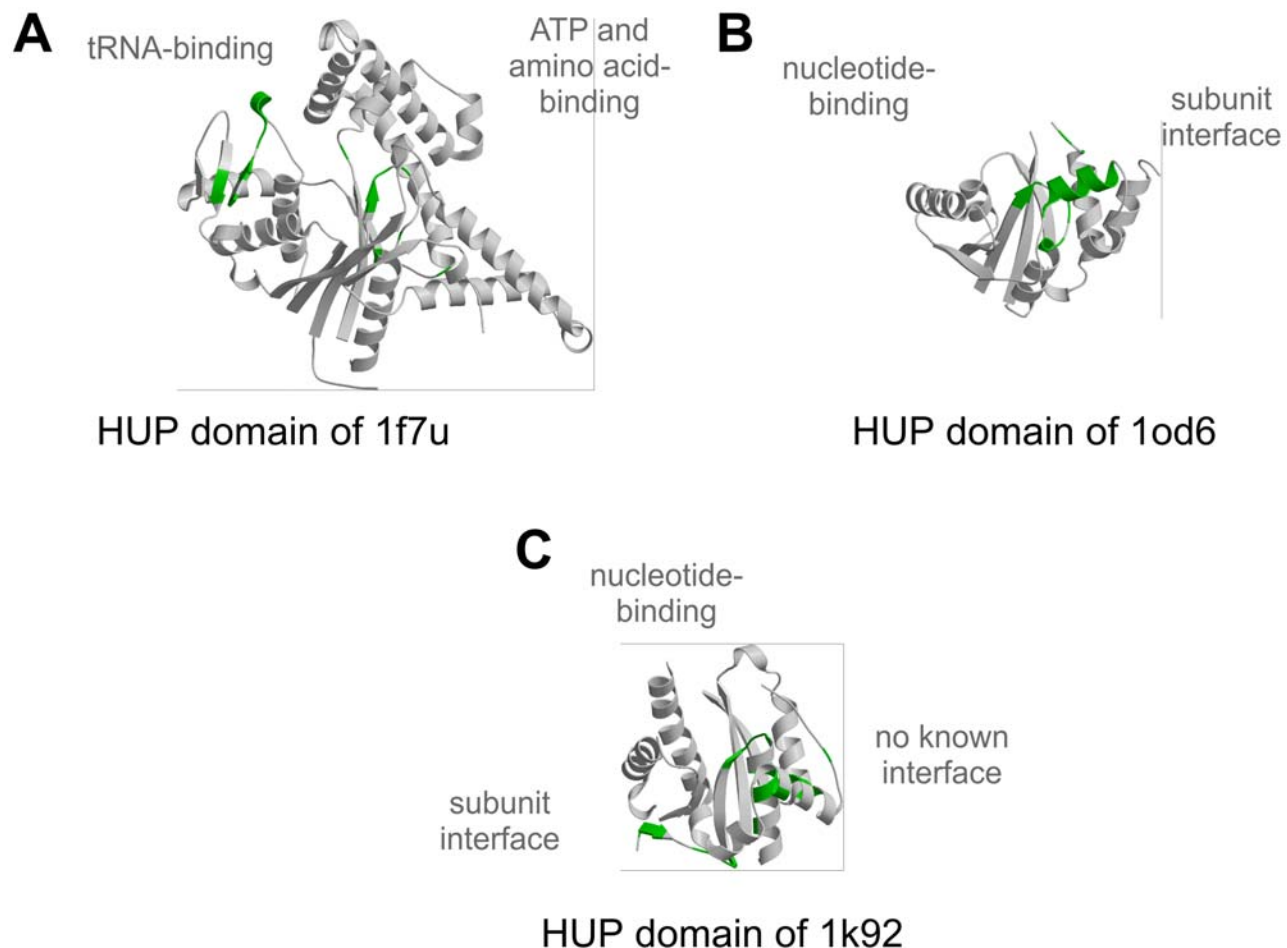 A
tRNA-binding
ATP and
amino acid-
binding
HUP domain of 1f7u
B
nucleotide-
binding
subunit
interface
HUP domain of 1od6
C
nucleotide-
binding
subunit
interface
no known
interface
HUP domain of 1k92